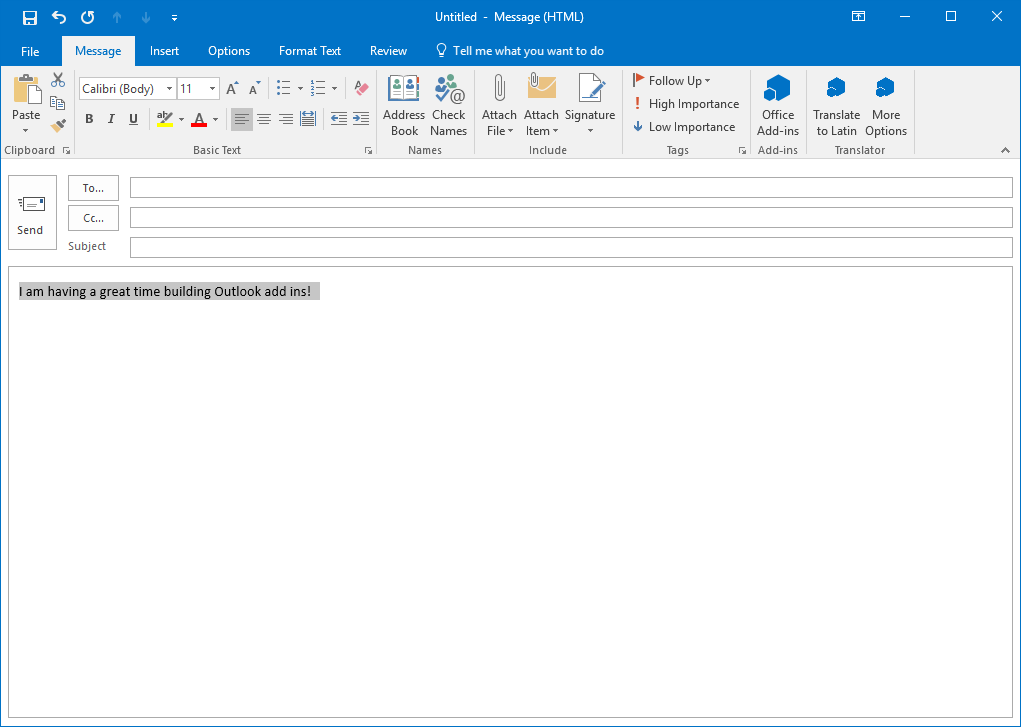 Untitled - Message (HTML)
File Message Insert Options Format Text Review Tell me what you want to do
Paste
Clipboard
Calibri (Body) 11
B I U
Basic Text
Address Book
Check Names
Names
Attach File
Attach Item
Signature
Include
Follow Up
High Importance
Low Importance
Tags
Office Add-ins
Add-ins
Translate to Latin
More Options
Translator
Send
To...
Cc...
Subject
I am having a great time building Outlook add ins!